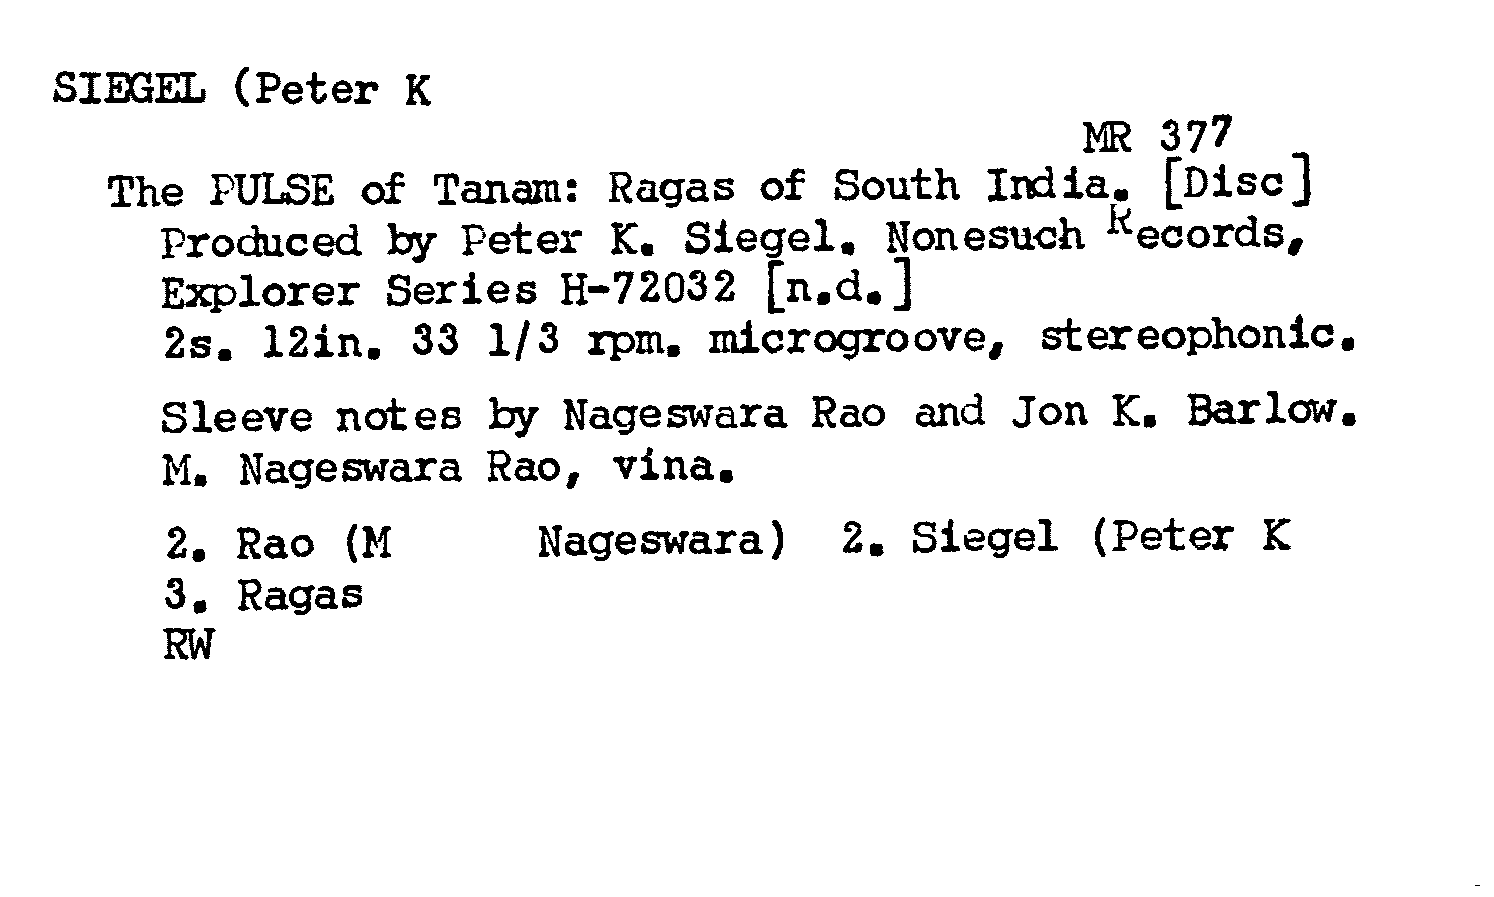 SIEGEL (Peter K
MR 377
The PULSE of Tanam: Ragas of South India. [Disc]
Produced by Peter K. Siegel. Nonesuch Records,
Explorer Series H-72032 [n.d.]
2s. 12in. 33 1/3 rpm. microgroove, stereophonic.
Sleeve notes by Nageswara Rao and Jon K. Barlow.
M. Nageswara Rao, vina.
2. Rao (M Nageswara) 2. Siegel (Peter K
3. Ragas
RW